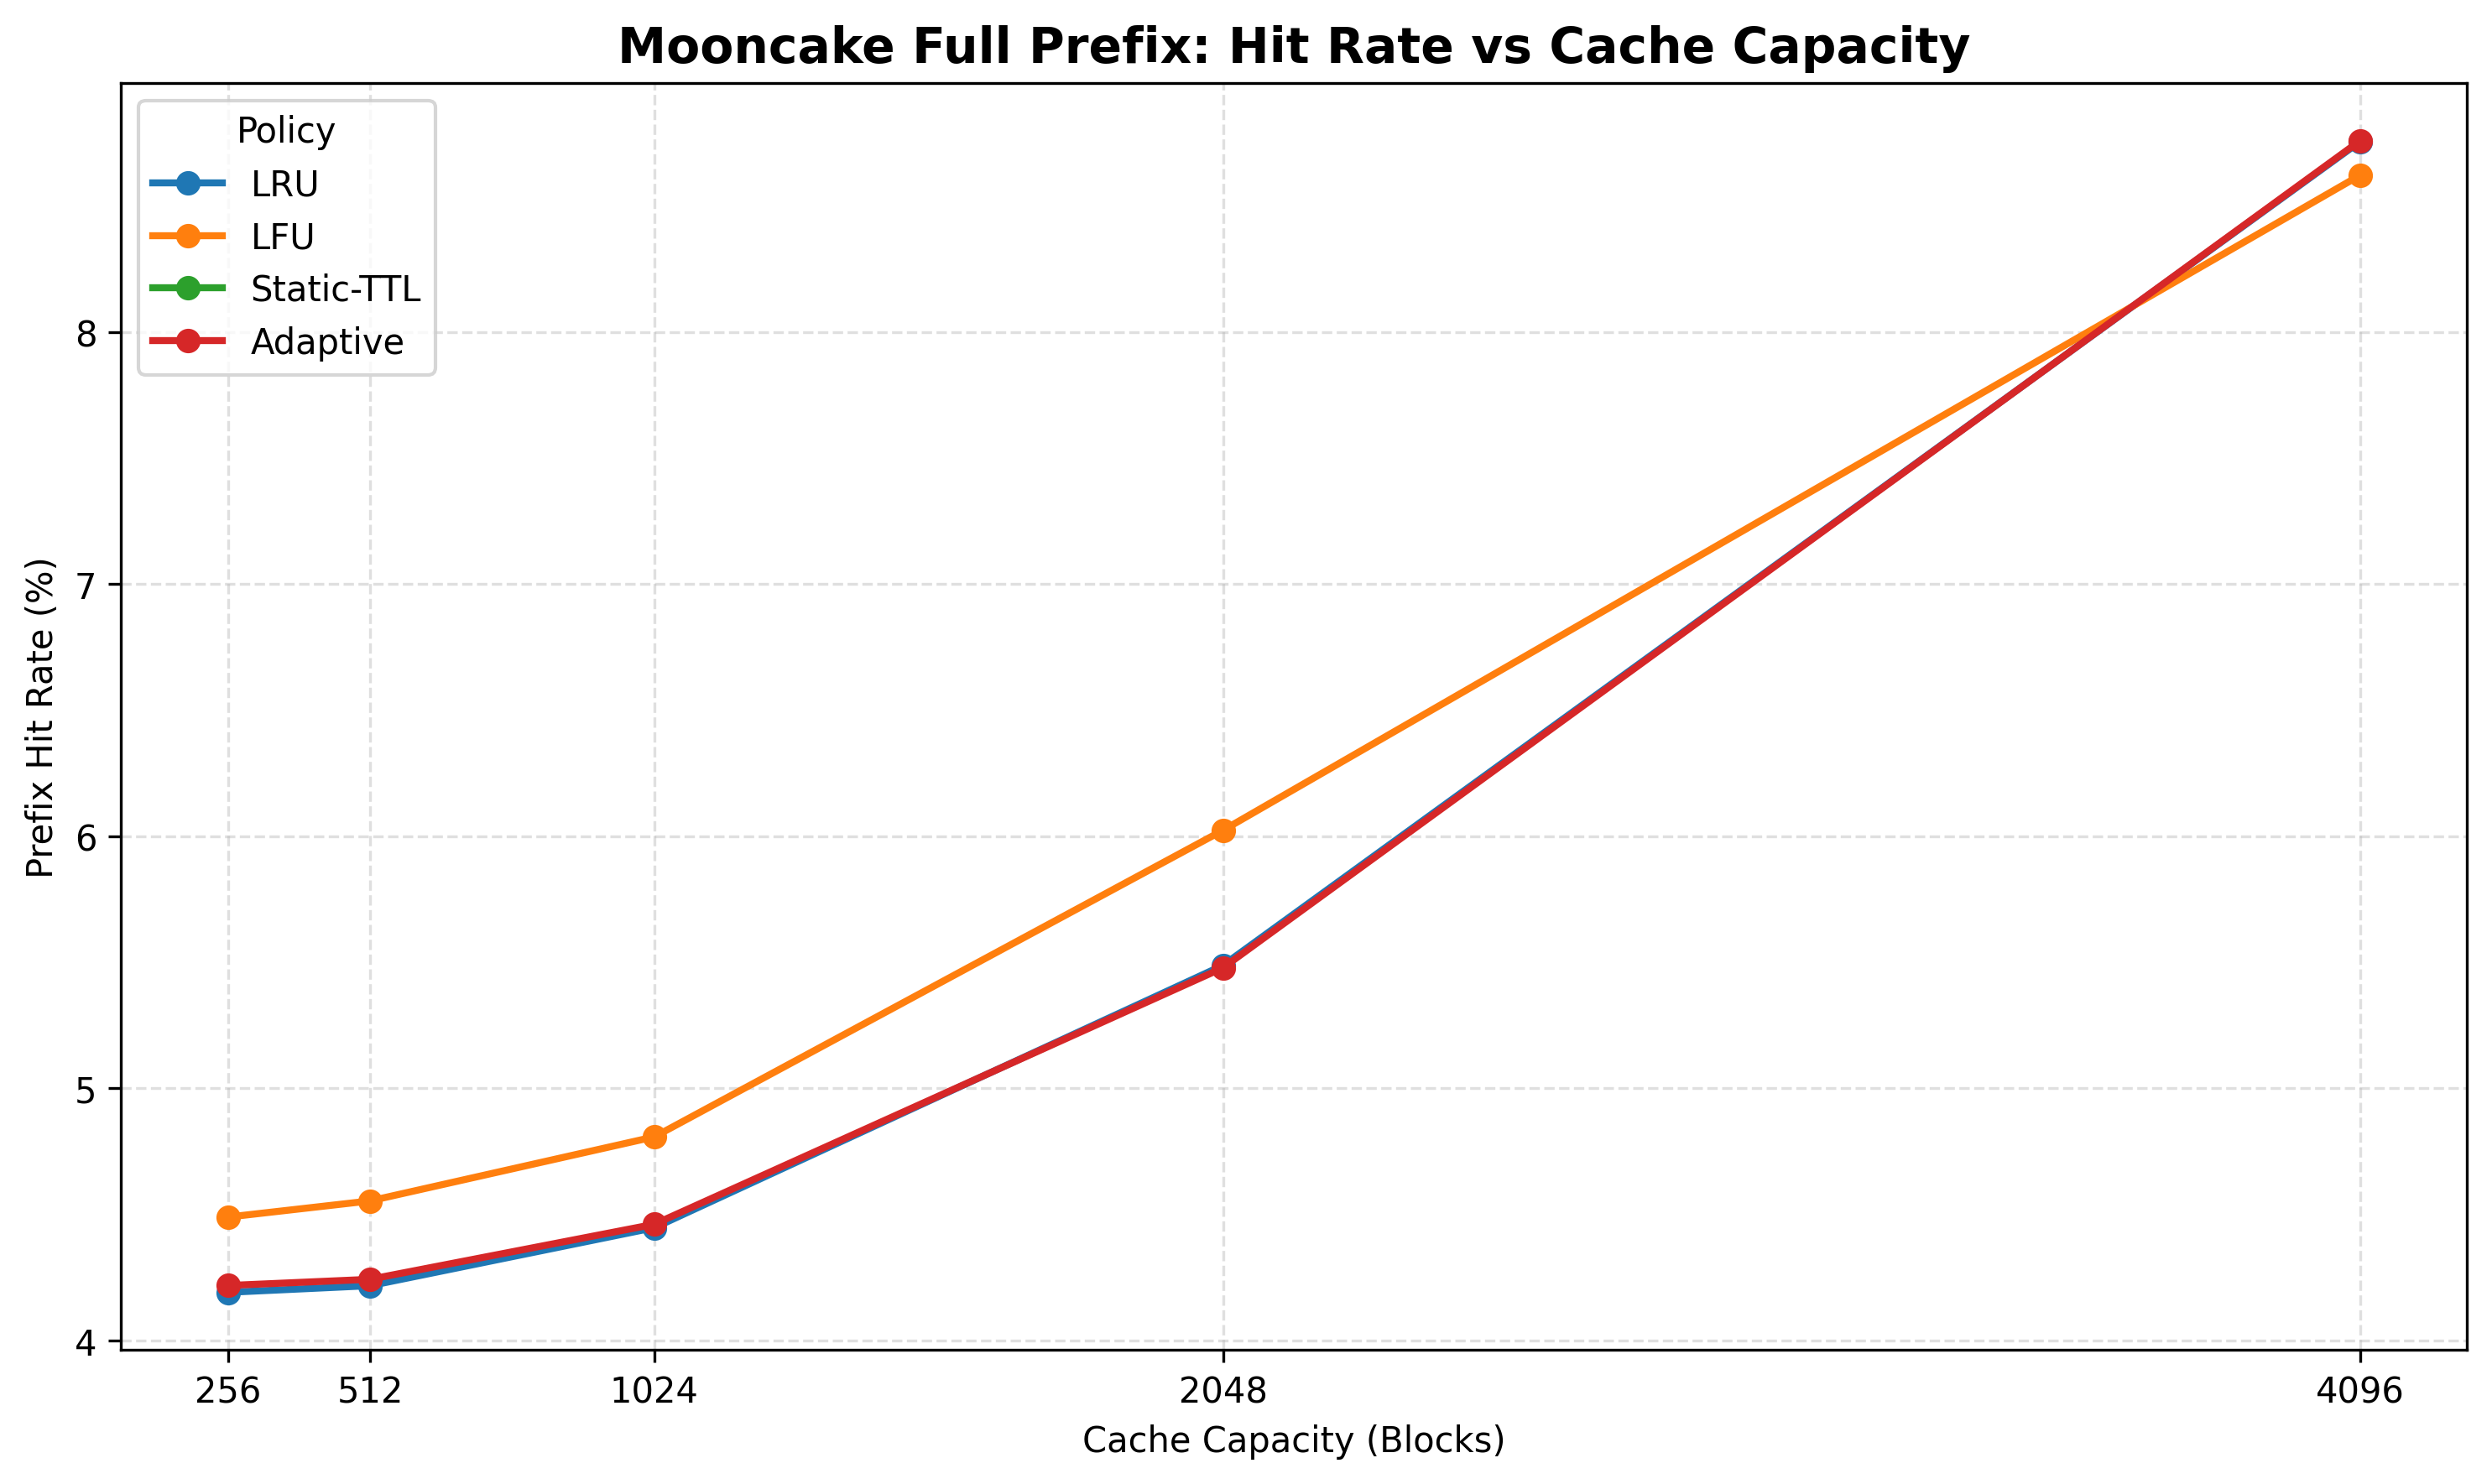 Mooncake Full Prefix: Hit Rate vs Cache Capacity
Policy
LRU
LFU
Static-TTL
Adaptive
8
7
6
5
4
Prefix Hit Rate (%)
256 512 1024 2048 4096
Cache Capacity (Blocks)